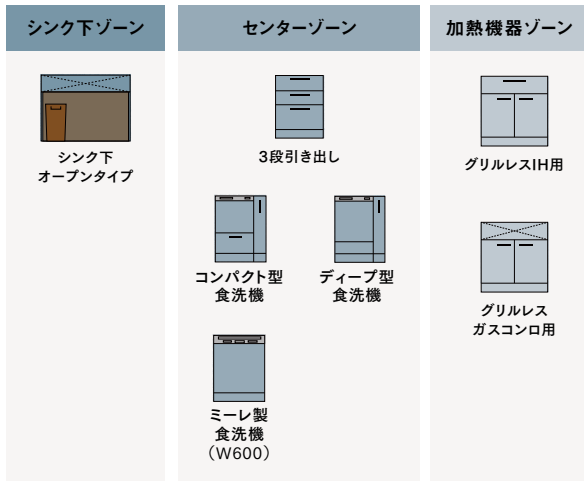 シンク下ゾーン
シンク下
オープンタイプ
センターゾーン
3段引き出し
コンパクト型
食洗機
ディープ型
食洗機
ミーレ製
食洗機
（W600）
加熱機器ゾーン
グリルレスIH用
グリルレス
ガスコンロ用